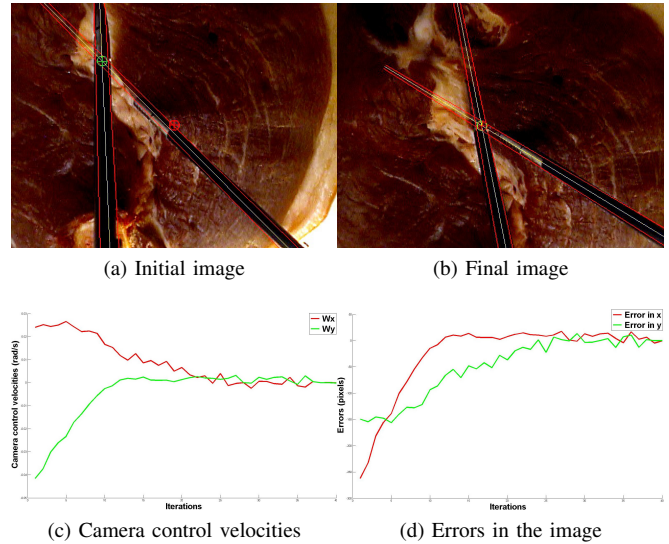 (a) Initial image
(b) Final image
Wx
Wy
Camera control velocities (rad/s)
Iterations
Error in x
Error in y
Errors (pixels)
Iterations
(c) Camera control velocities
(d) Errors in the image